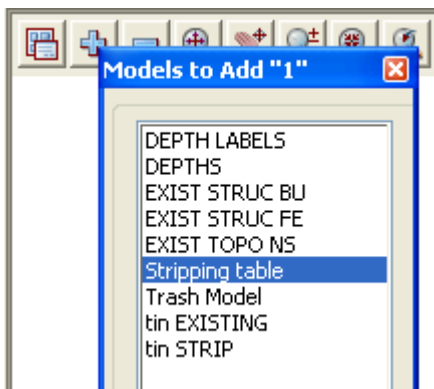 Models to Add "1"
DEPTH LABELS
DEPTHS
EXIST STRUC BU
EXIST STRUC FE
EXIST TOPO NS
Stripping table
Trash Model
tin EXISTING
tin STRIP